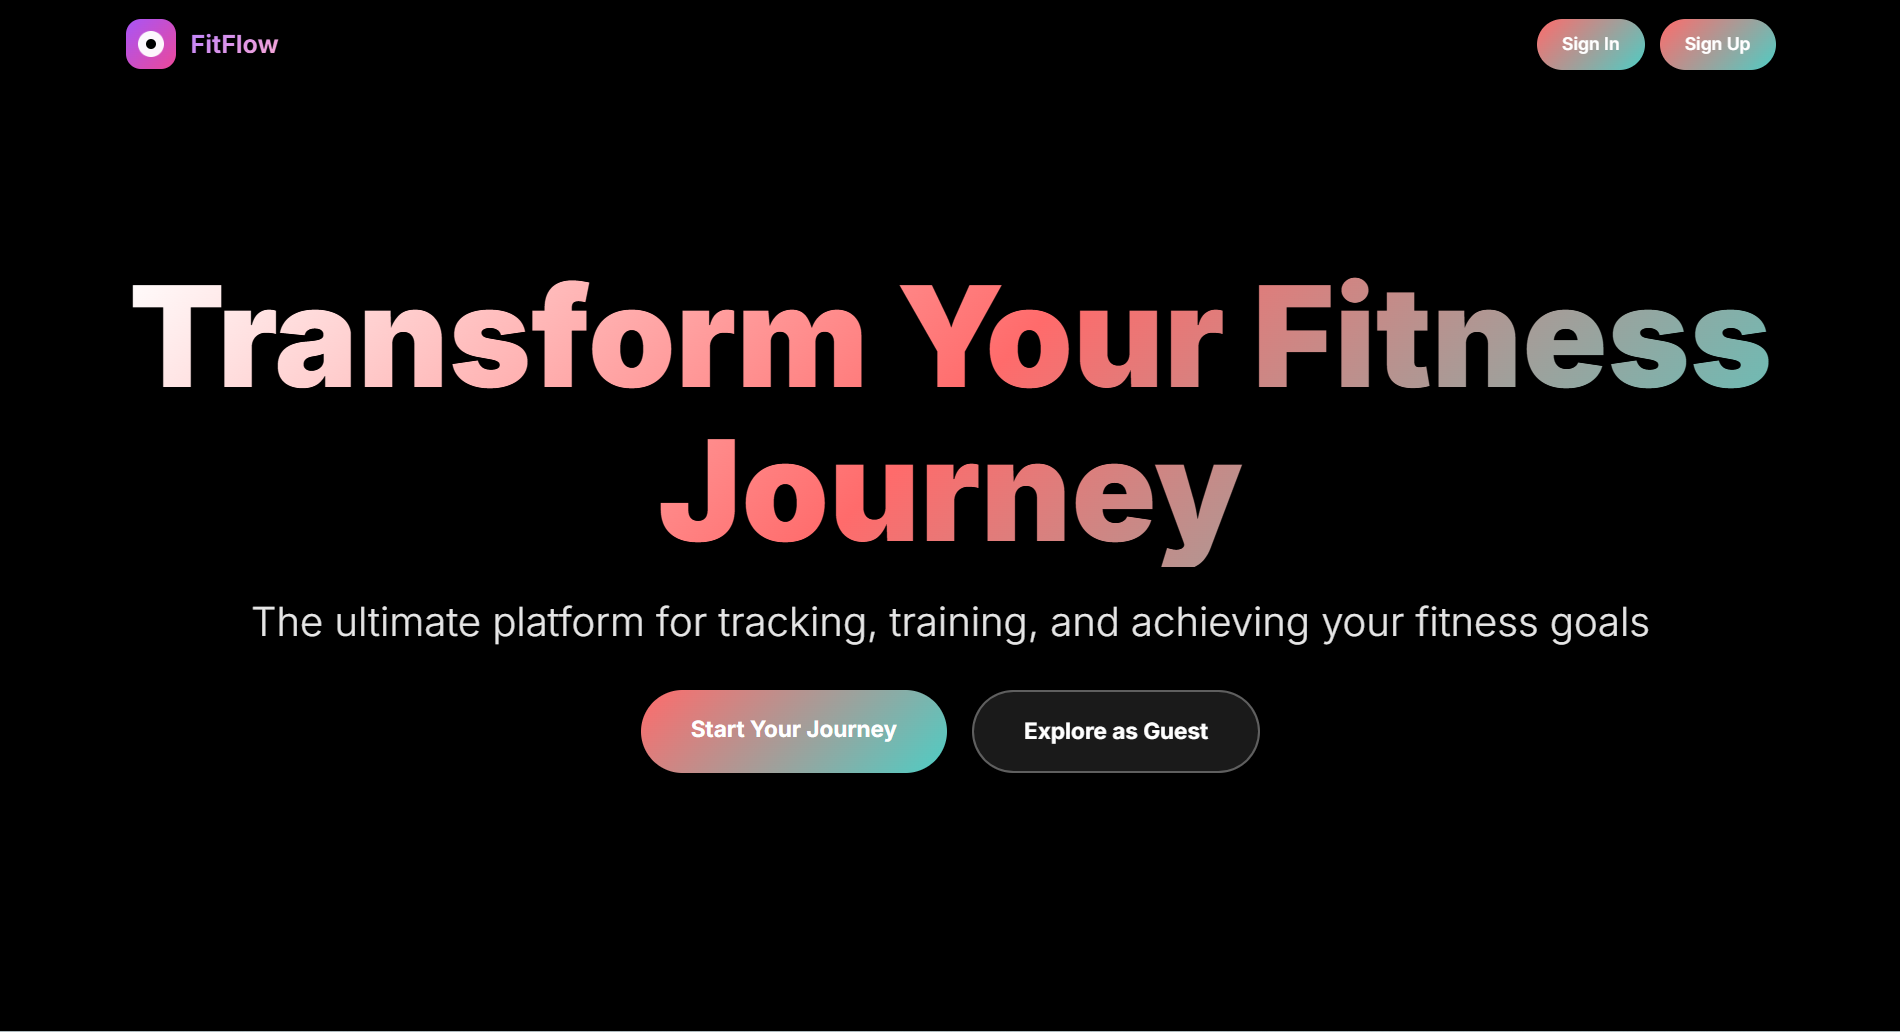 FitFlow
Sign In
Sign Up
Transform Your Fitness
Journey
The ultimate platform for tracking, training, and achieving your fitness goals
Start Your Journey
Explore as Guest